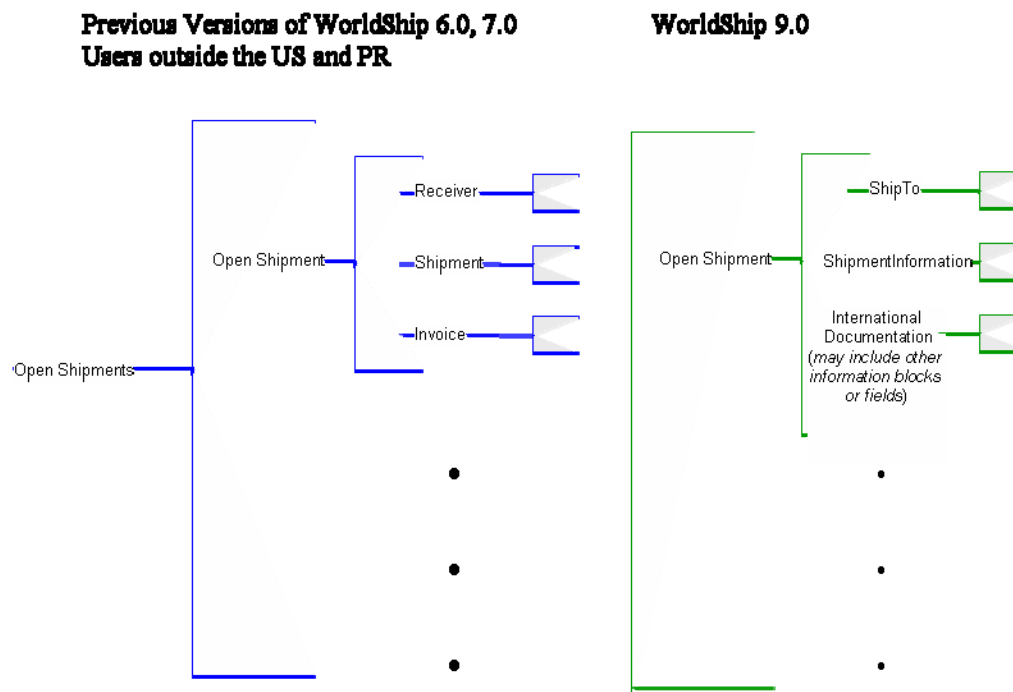 Previous Versions of WorldShip 6.0, 7.0
Users outside the US and PR
WorldShip 9.0
Receiver
Open Shipment
Shipment
Invoice
Open Shipments
ShipTo
Open Shipment
ShipmentInformation
International
Documentation
(may include other
information blocks
or fields)